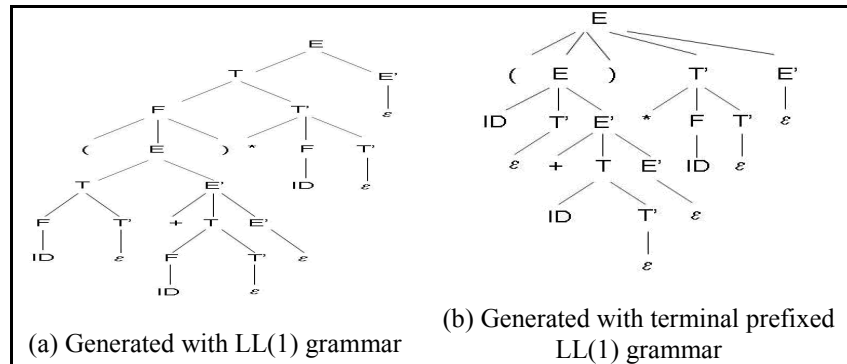 E
T E'
F T' ε
( E ) * F T'
T E' ID ε
F T' + T E'
ID ε F T' ε
ID ε
(a) Generated with LL(1) grammar
E
( E ) T' E'
ID T' E' * F T' ε
ε + T E' ID ε
ID T' ε
ε
(b) Generated with terminal prefixed
LL(1) grammar